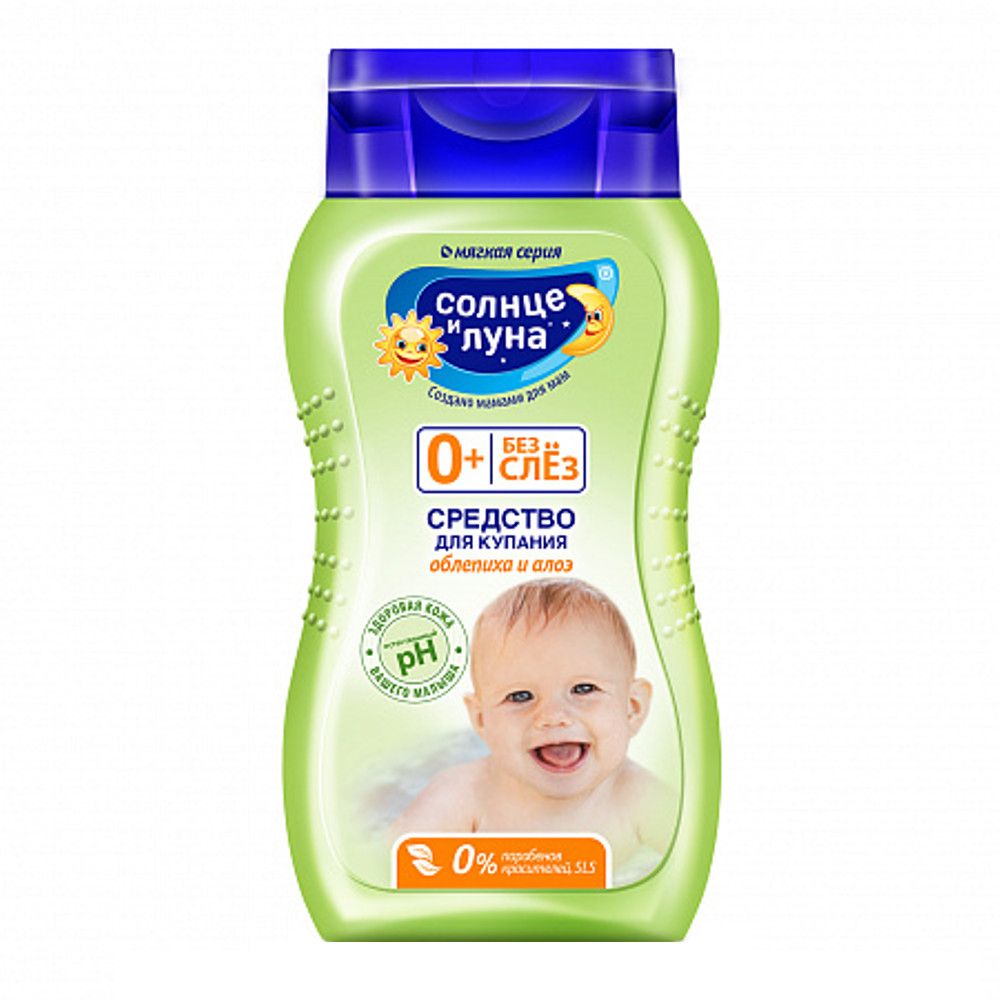 мягкая серия
СОЛНЦЕ
и ЛУНА
Создано мамами для мам
0+ БЕЗ
СЛЁЗ
СРЕДСТВО
ДЛЯ КУПАНИЯ
облепиха и алоэ
ЗДОРОВАЯ КОЖА
pH
ВАШЕГО МАЛЫША
0% парабенов
красителей, SLS